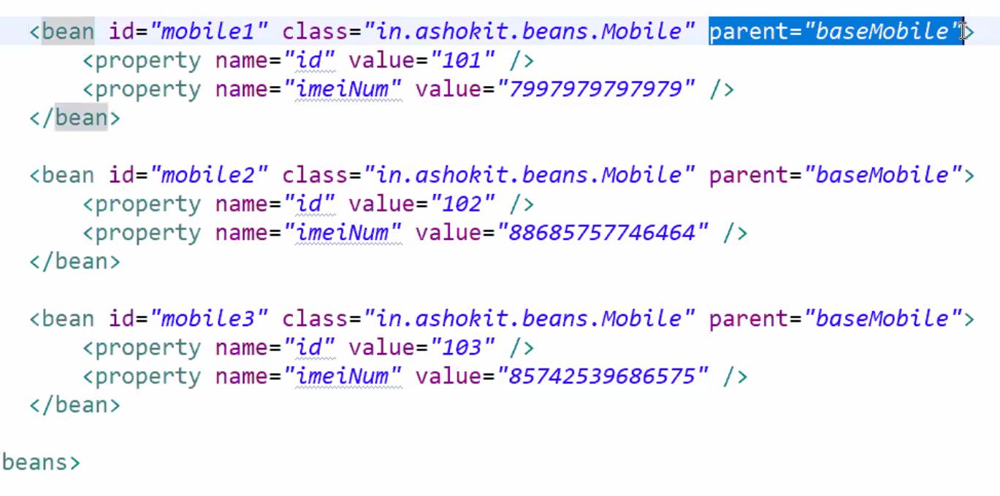 <bean id="mobile1" class="in.ashokit.beans.Mobile" parent="baseMobile">
<property name="id" value="101" />
<property name="imeiNum" value="7997979797979" />
</bean>
<bean id="mobile2" class="in.ashokit.beans.Mobile" parent="baseMobile">
<property name="id" value="102" />
<property name="imeiNum" value="88685757746464" />
</bean>
<bean id="mobile3" class="in.ashokit.beans.Mobile" parent="baseMobile">
<property name="id" value="103" />
<property name="imeiNum" value="85742539686575" />
</bean>
beans>